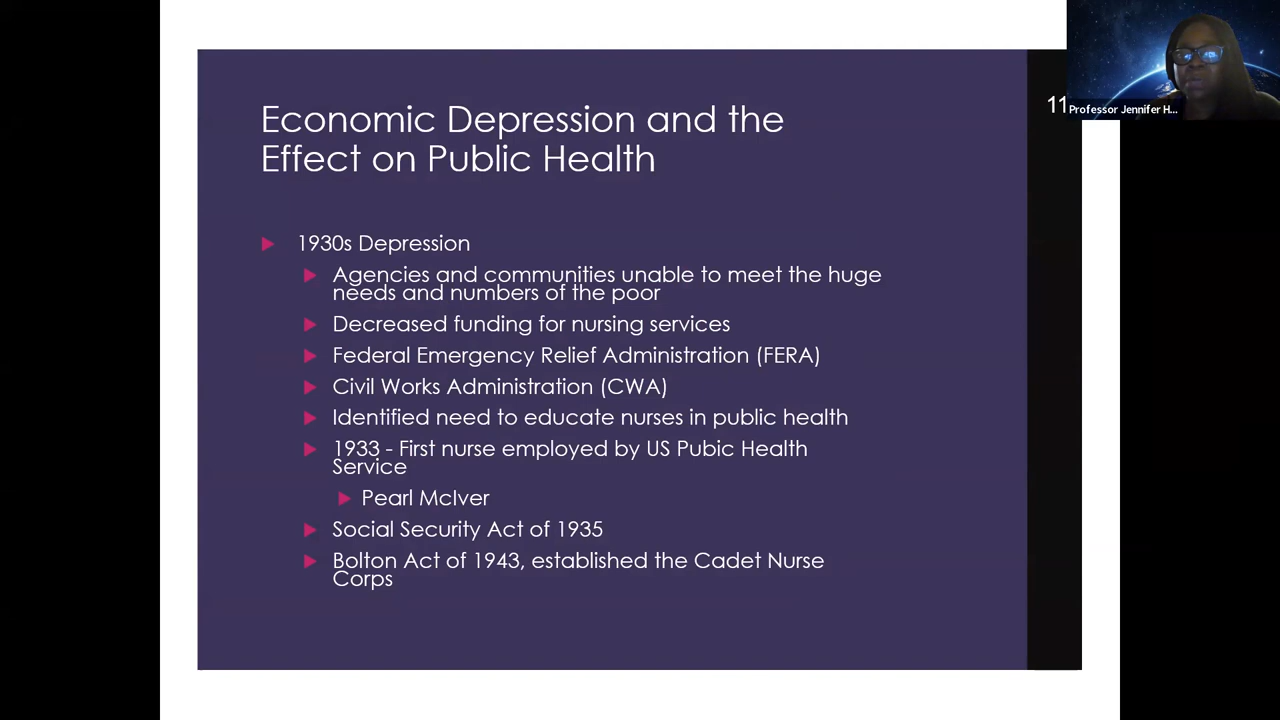 Economic Depression and the
Effect on Public Health
11
Professor Jennifer H...
1930s Depression
Agencies and communities unable to meet the huge
needs and numbers of the poor
Decreased funding for nursing services
Federal Emergency Relief Administration (FERA)
Civil Works Administration (CWA)
Identified need to educate nurses in public health
1933 - First nurse employed by US Pubic Health
Service
Pearl McIver
Social Security Act of 1935
Bolton Act of 1943, established the Cadet Nurse
Corps